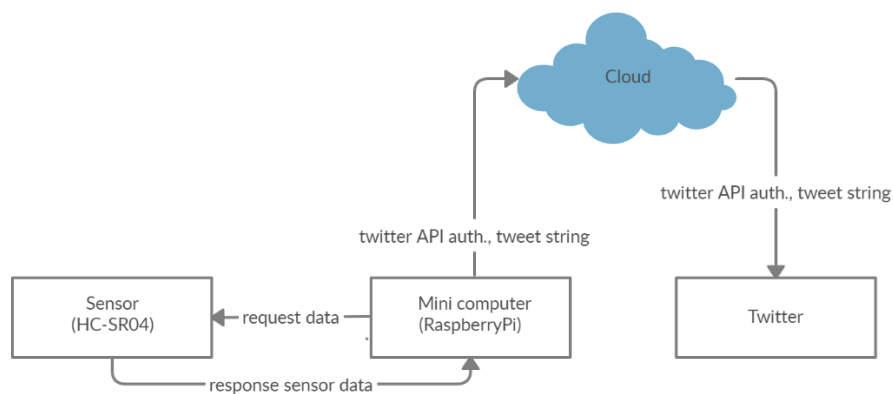 Cloud
twitter API auth., tweet string
twitter API auth., tweet string
Sensor
(HC-SR04)
request data
Mini computer
(RaspberryPi)
Twitter
response sensor data